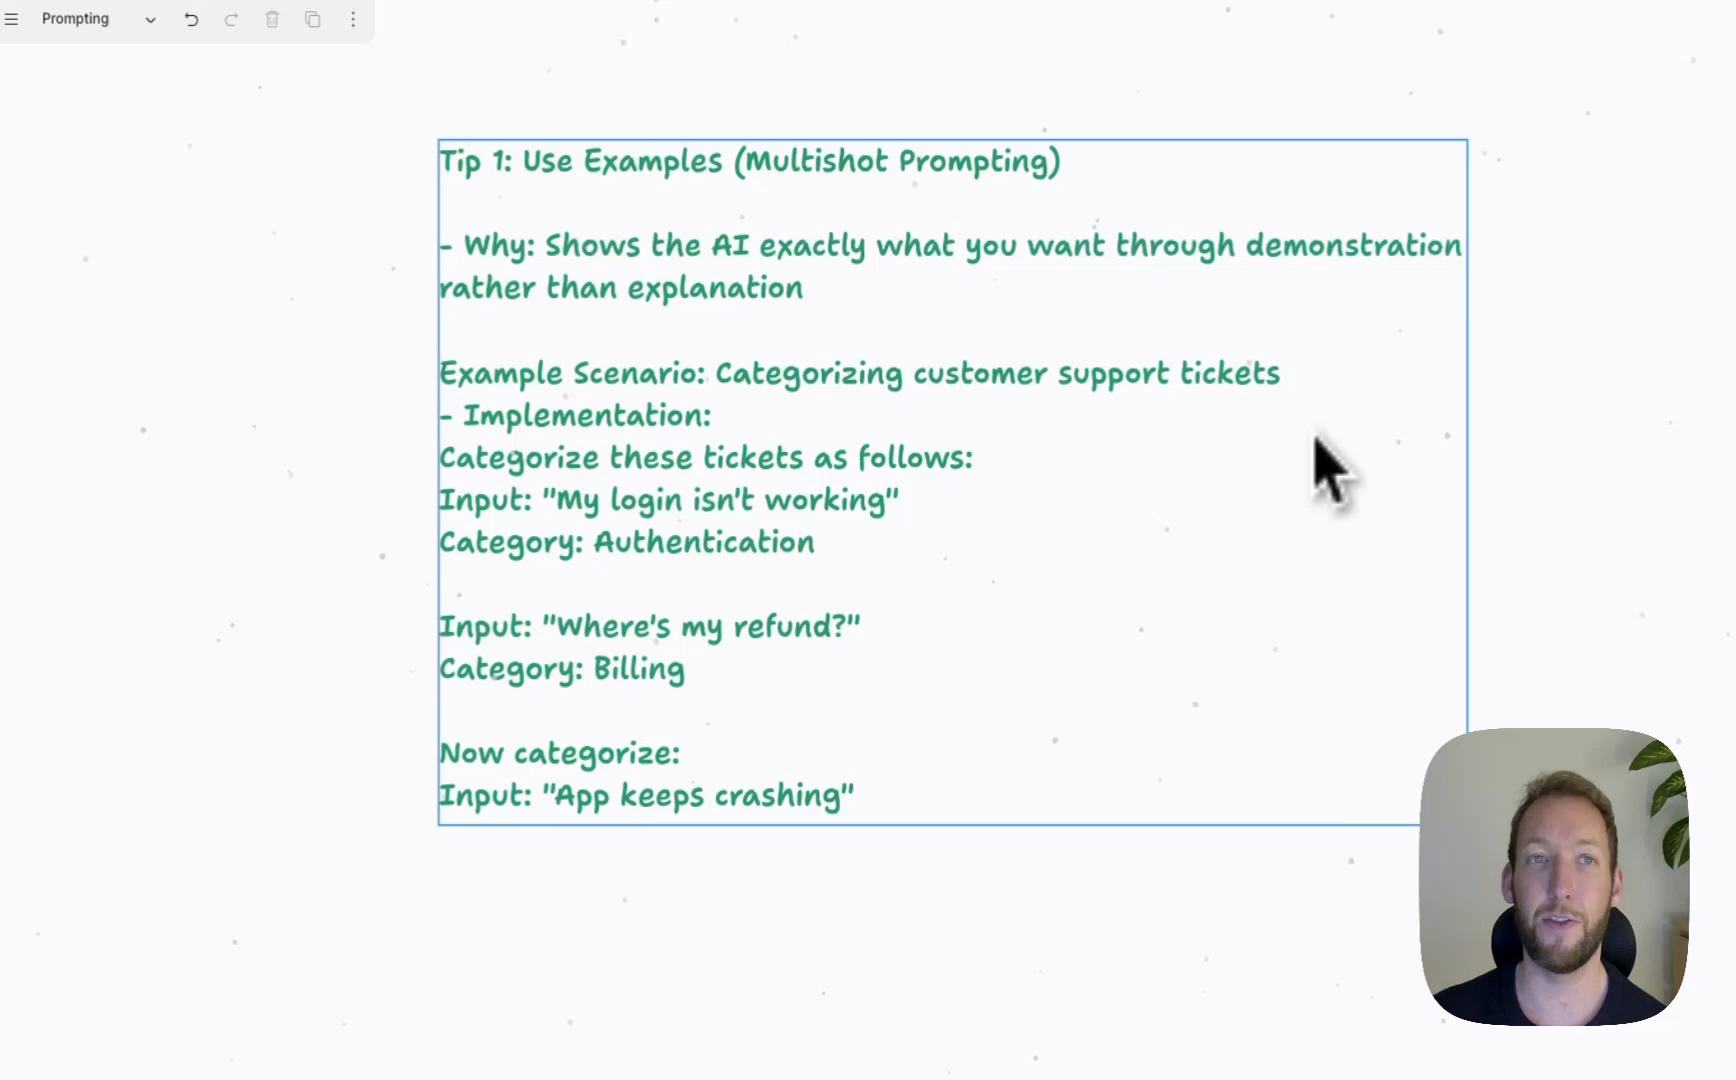 Prompting
Tip 1: Use Examples (Multishot Prompting)
- Why: Shows the AI exactly what you want through demonstration
rather than explanation
Example Scenario: Categorizing customer support tickets
- Implementation:
Categorize these tickets as follows:
Input: "My login isn't working"
Category: Authentication
Input: "Where's my refund?"
Category: Billing
Now categorize:
Input: "App keeps crashing"